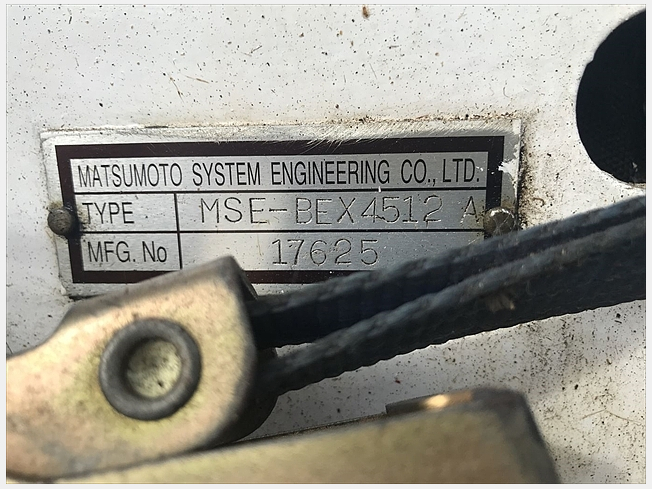 MATSUMOTO SYSTEM ENGINEERING CO., LTD.
TYPE MSE-BEX4512 A
MFG. No 17625